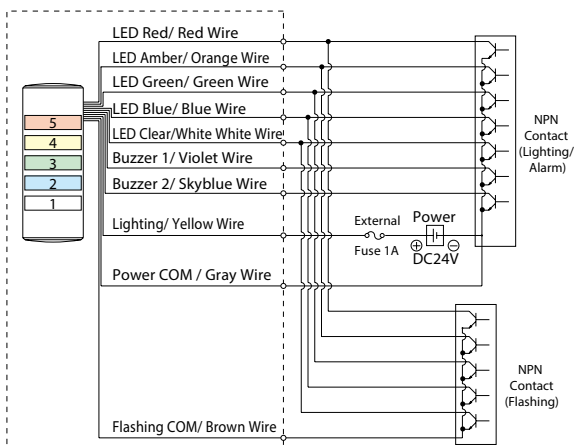 LED Red/ Red Wire
LED Amber/ Orange Wire
LED Green/ Green Wire
LED Blue/ Blue Wire
LED Clear/White White Wire
Buzzer 1/ Violet Wire
Buzzer 2/ Skyblue Wire
Lighting/ Yellow Wire
Power COM / Gray Wire
Flashing COM/ Brown Wire
5
4
3
2
1
External
Fuse 1A
Power
⊕ ⊖
DC24V
NPN
Contact
(Lighting/
Alarm)
NPN
Contact
(Flashing)